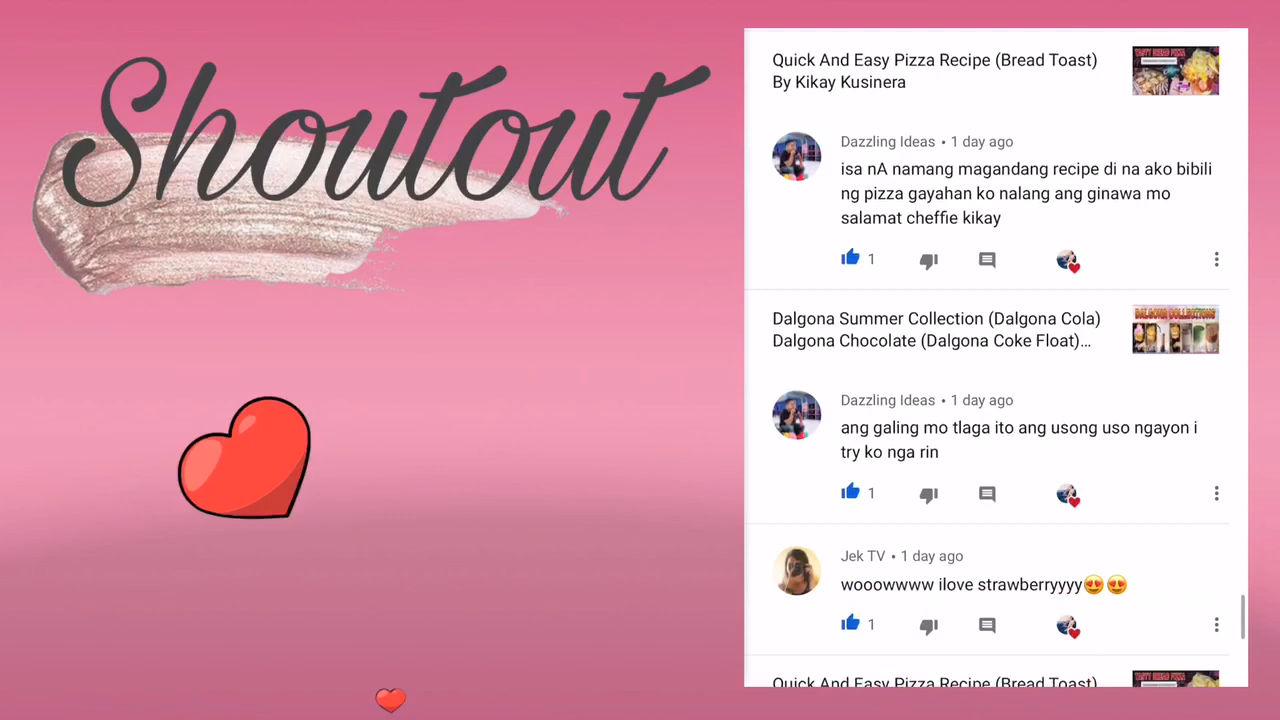 Shoutout
Quick And Easy Pizza Recipe (Bread Toast)
By Kikay Kusinera
Dazzling Ideas • 1 day ago
isa nA namang magandang recipe di na ako bibili
ng pizza gayahan ko nalang ang ginawa mo
salamat cheffie kikay
1
Dalgona Summer Collection (Dalgona Cola)
Dalgona Chocolate (Dalgona Coke Float)...
DALGONA COLLECTIONS
Dazzling Ideas • 1 day ago
ang galing mo tlaga ito ang usong uso ngayon i
try ko nga rin
1
Jek TV • 1 day ago
wooowwww ilove strawberryyyy😍😍
1
Quick And Easy Pizza Recipe (Bread Toast)